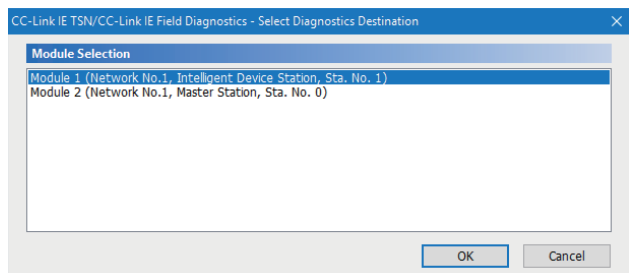 CC-Link IE TSN/CC-Link IE Field Diagnostics - Select Diagnostics Destination
Module Selection
Module 1 (Network No.1, Intelligent Device Station, Sta. No. 1)
Module 2 (Network No.1, Master Station, Sta. No. 0)
OK Cancel